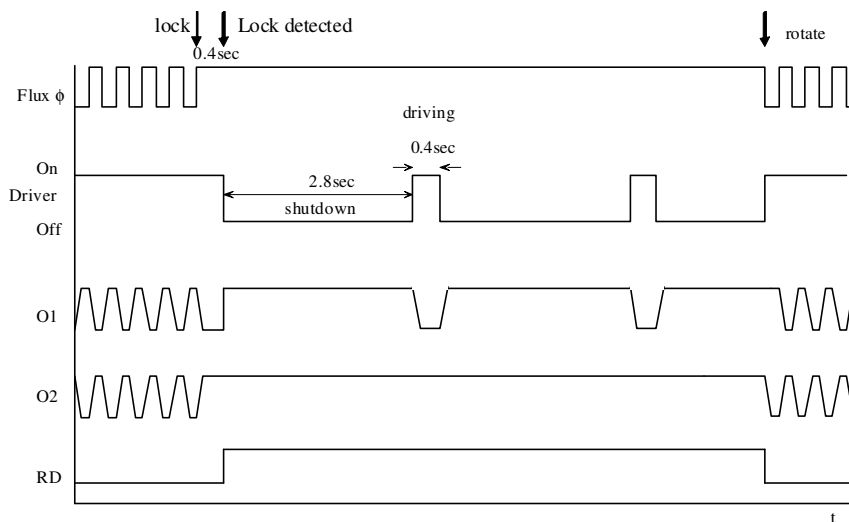 lock
Lock detected
0.4sec
rotate
Flux ϕ
driving
On
0.4sec
2.8sec
Driver
shutdown
Off
O1
O2
RD
t